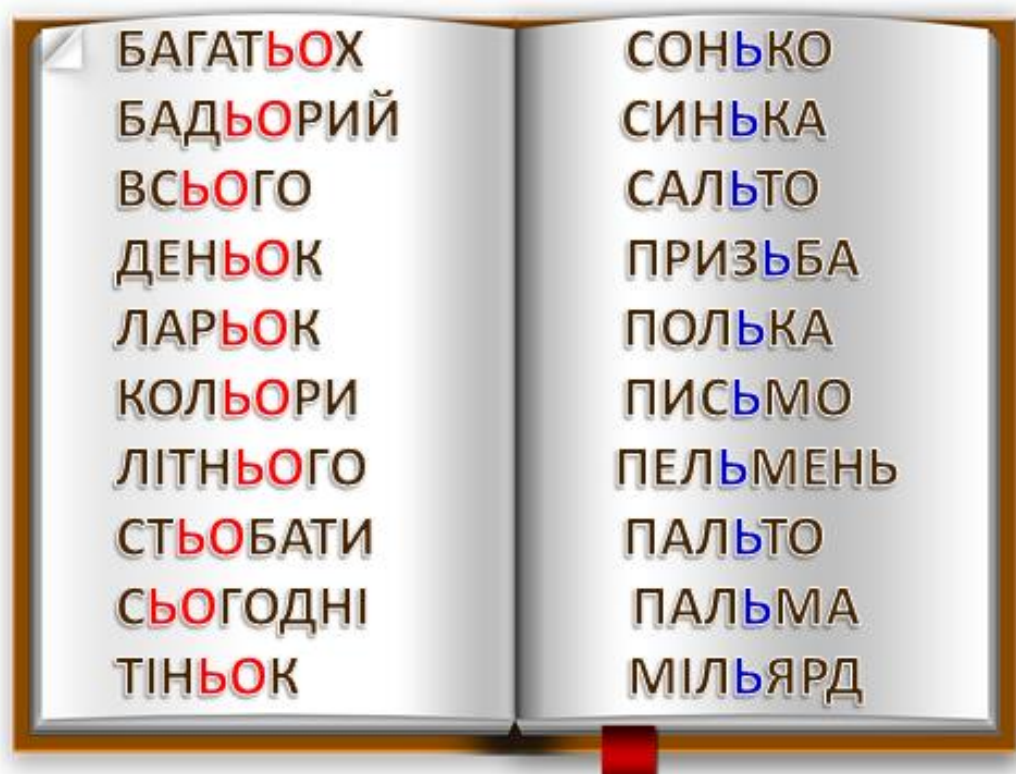 БАГАТЬОХ
БАДЬОРИЙ
ВСЬОГО
ДЕНЬОК
ЛАРЬОК
КОЛЬОРИ
ЛІТНЬОГО
СТЬОБАТИ
СЬОГОДНІ
ТІНЬОК
СОНЬКО
СИНЬКА
САЛЬТО
ПРИЗЬБА
ПОЛЬКА
ПИСЬМО
ПЕЛЬМЕНЬ
ПАЛЬТО
ПАЛЬМА
МІЛЬЯРД